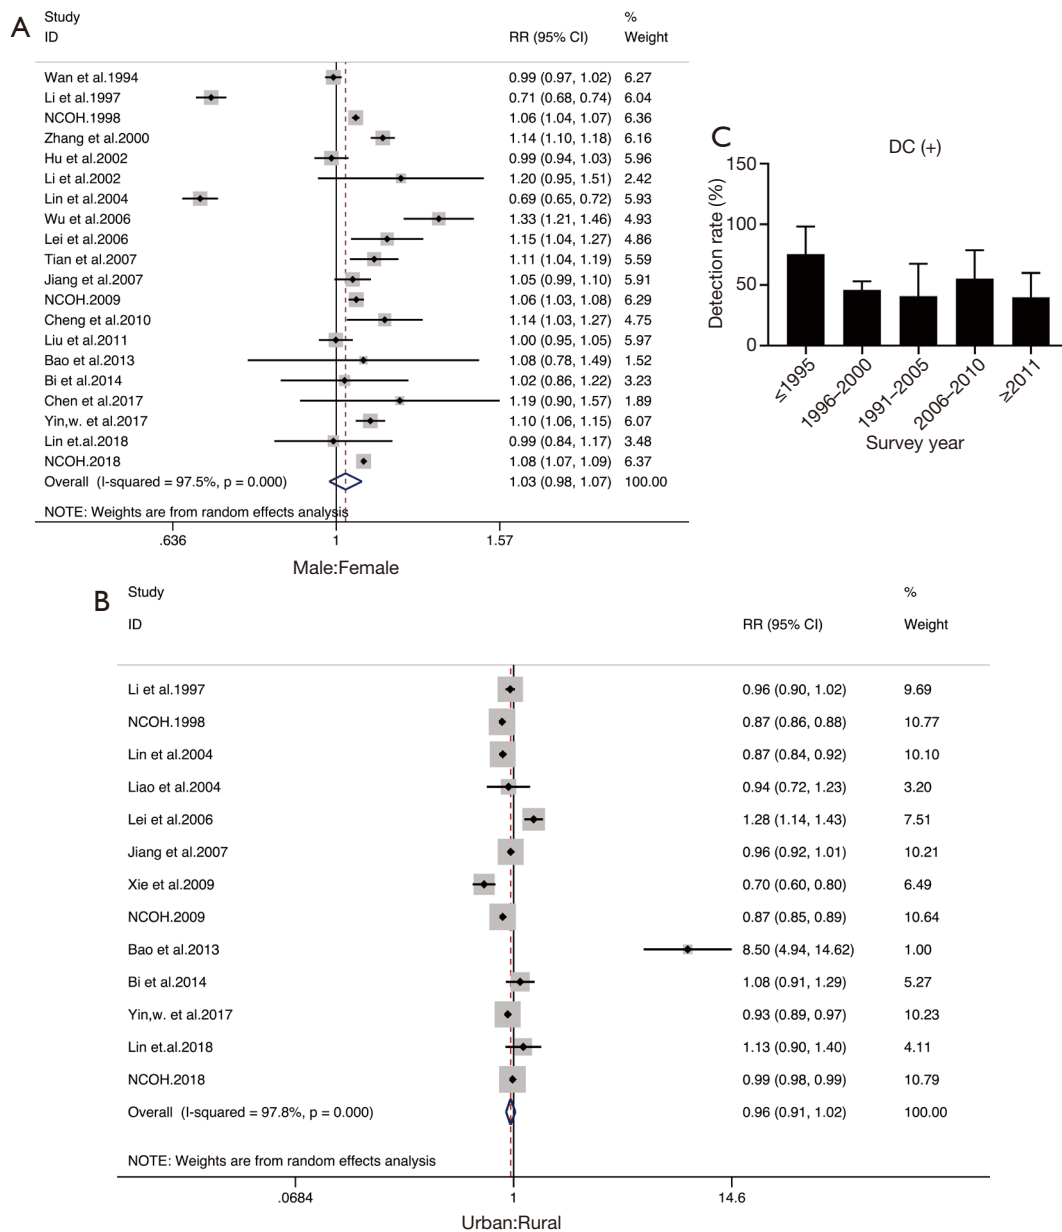 A
Study %
ID RR (95% CI) Weight
Wan et al.1994 0.99 (0.97, 1.02) 6.27
Li et al.1997 0.71 (0.68, 0.74) 6.04
NCOH.1998 1.06 (1.04, 1.07) 6.36
Zhang et al.2000 1.14 (1.10, 1.18) 6.16
Hu et al.2002 0.99 (0.94, 1.03) 5.96
Li et al.2002 1.20 (0.95, 1.51) 2.42
Lin et al.2004 0.69 (0.65, 0.72) 5.93
Wu et al.2006 1.33 (1.21, 1.46) 4.93
Lei et al.2006 1.15 (1.04, 1.27) 4.86
Tian et al.2007 1.11 (1.04, 1.19) 5.59
Jiang et al.2007 1.05 (0.99, 1.10) 5.91
NCOH.2009 1.06 (1.03, 1.08) 6.29
Cheng et al.2010 1.14 (1.03, 1.27) 4.75
Liu et al.2011 1.00 (0.95, 1.05) 5.97
Bao et al.2013 1.08 (0.78, 1.49) 1.52
Bi et al.2014 1.02 (0.86, 1.22) 3.23
Chen et al.2017 1.19 (0.90, 1.57) 1.89
Yin,w. et al.2017 1.10 (1.06, 1.15) 6.07
Lin et.al.2018 0.99 (0.84, 1.17) 3.48
NCOH.2018 1.08 (1.07, 1.09) 6.37
Overall (I-squared = 97.5%, p = 0.000) 1.03 (0.98, 1.07) 100.00
NOTE: Weights are from random effects analysis
.636 1 1.57
Male:Female
C
DC (+)
Detection rate (%)
150
100
50
0
≤1995 1996–2000 1991–2005 2006–2010 ≥2011
Survey year
B
Study %
ID RR (95% CI) Weight
Li et al.1997 0.96 (0.90, 1.02) 9.69
NCOH.1998 0.87 (0.86, 0.88) 10.77
Lin et al.2004 0.87 (0.84, 0.92) 10.10
Liao et al.2004 0.94 (0.72, 1.23) 3.20
Lei et al.2006 1.28 (1.14, 1.43) 7.51
Jiang et al.2007 0.96 (0.92, 1.01) 10.21
Xie et al.2009 0.70 (0.60, 0.80) 6.49
NCOH.2009 0.87 (0.85, 0.89) 10.64
Bao et al.2013 8.50 (4.94, 14.62) 1.00
Bi et al.2014 1.08 (0.91, 1.29) 5.27
Yin,w. et al.2017 0.93 (0.89, 0.97) 10.23
Lin et.al.2018 1.13 (0.90, 1.40) 4.11
NCOH.2018 0.99 (0.98, 0.99) 10.79
Overall (I-squared = 97.8%, p = 0.000) 0.96 (0.91, 1.02) 100.00
NOTE: Weights are from random effects analysis
.0684 1 14.6
Urban:Rural